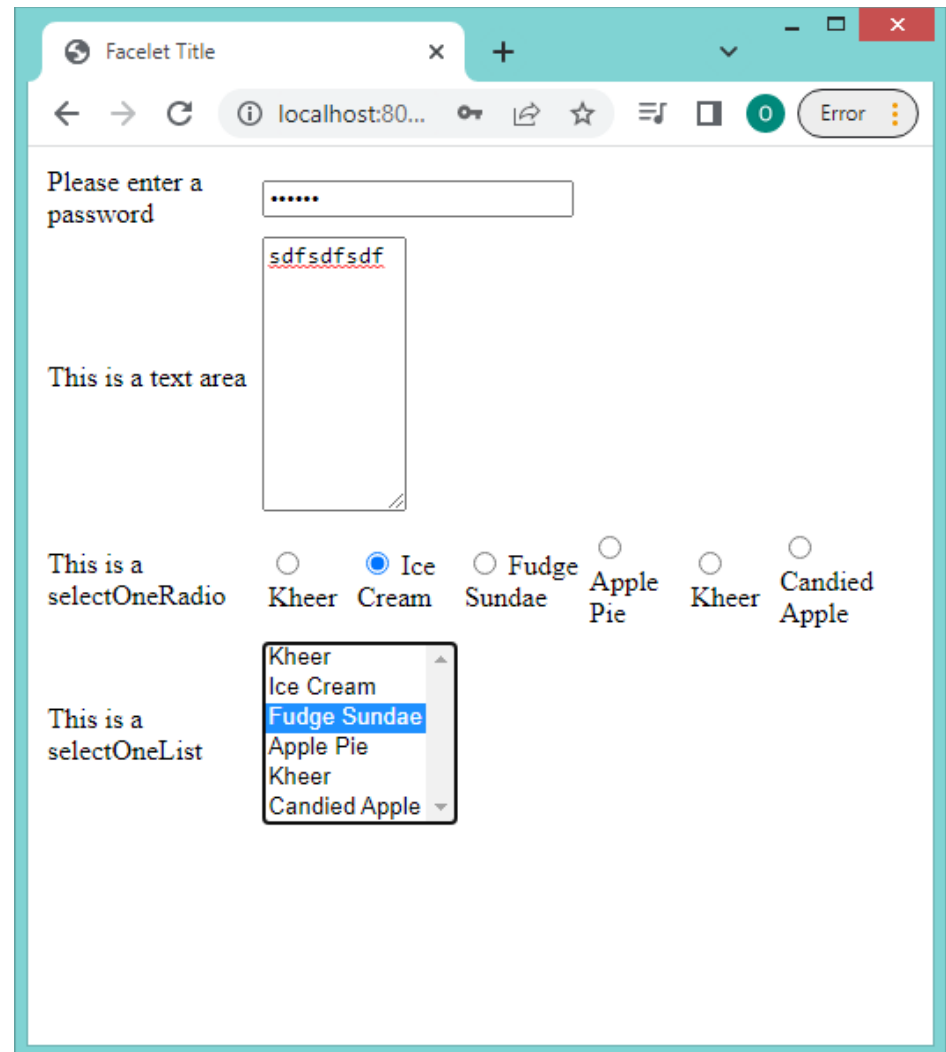 Facelet Title
localhost:80...
O
Error
Please enter a
password
••••••
sdfsdfsdf
This is a text area
This is a
selectOneRadio
Kheer
Ice
Cream
Fudge
Sundae
Apple
Pie
Kheer
Candied
Apple
This is a
selectOneList
Kheer
Ice Cream
Fudge Sundae
Apple Pie
Kheer
Candied Apple